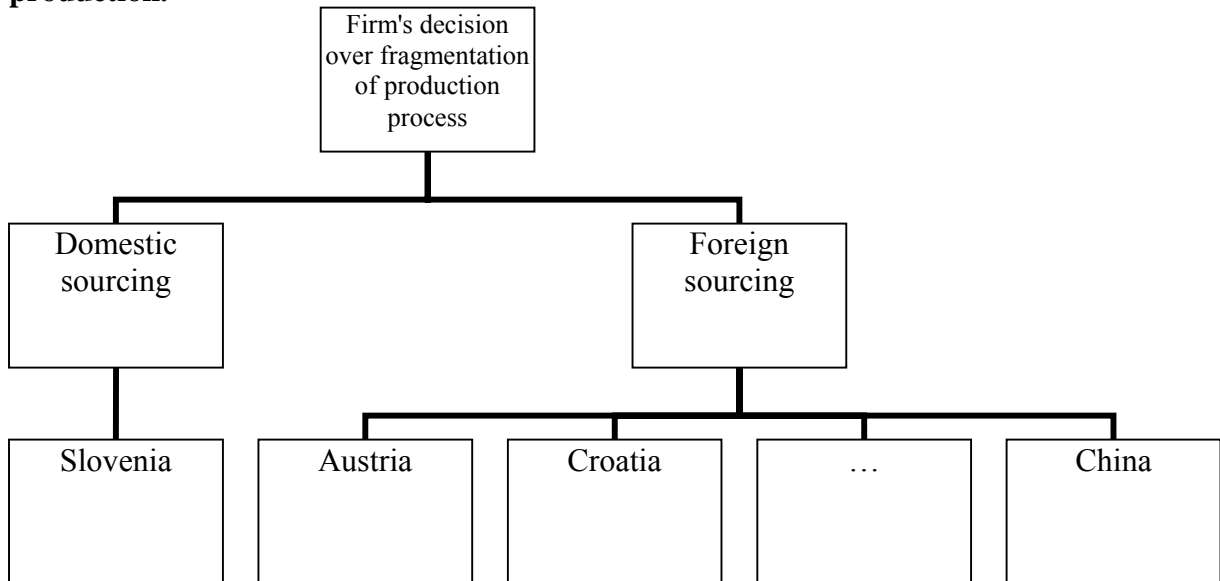 production.
Firm's decision
over fragmentation
of production
process
Domestic
sourcing
Foreign
sourcing
Slovenia
Austria
Croatia
…
China